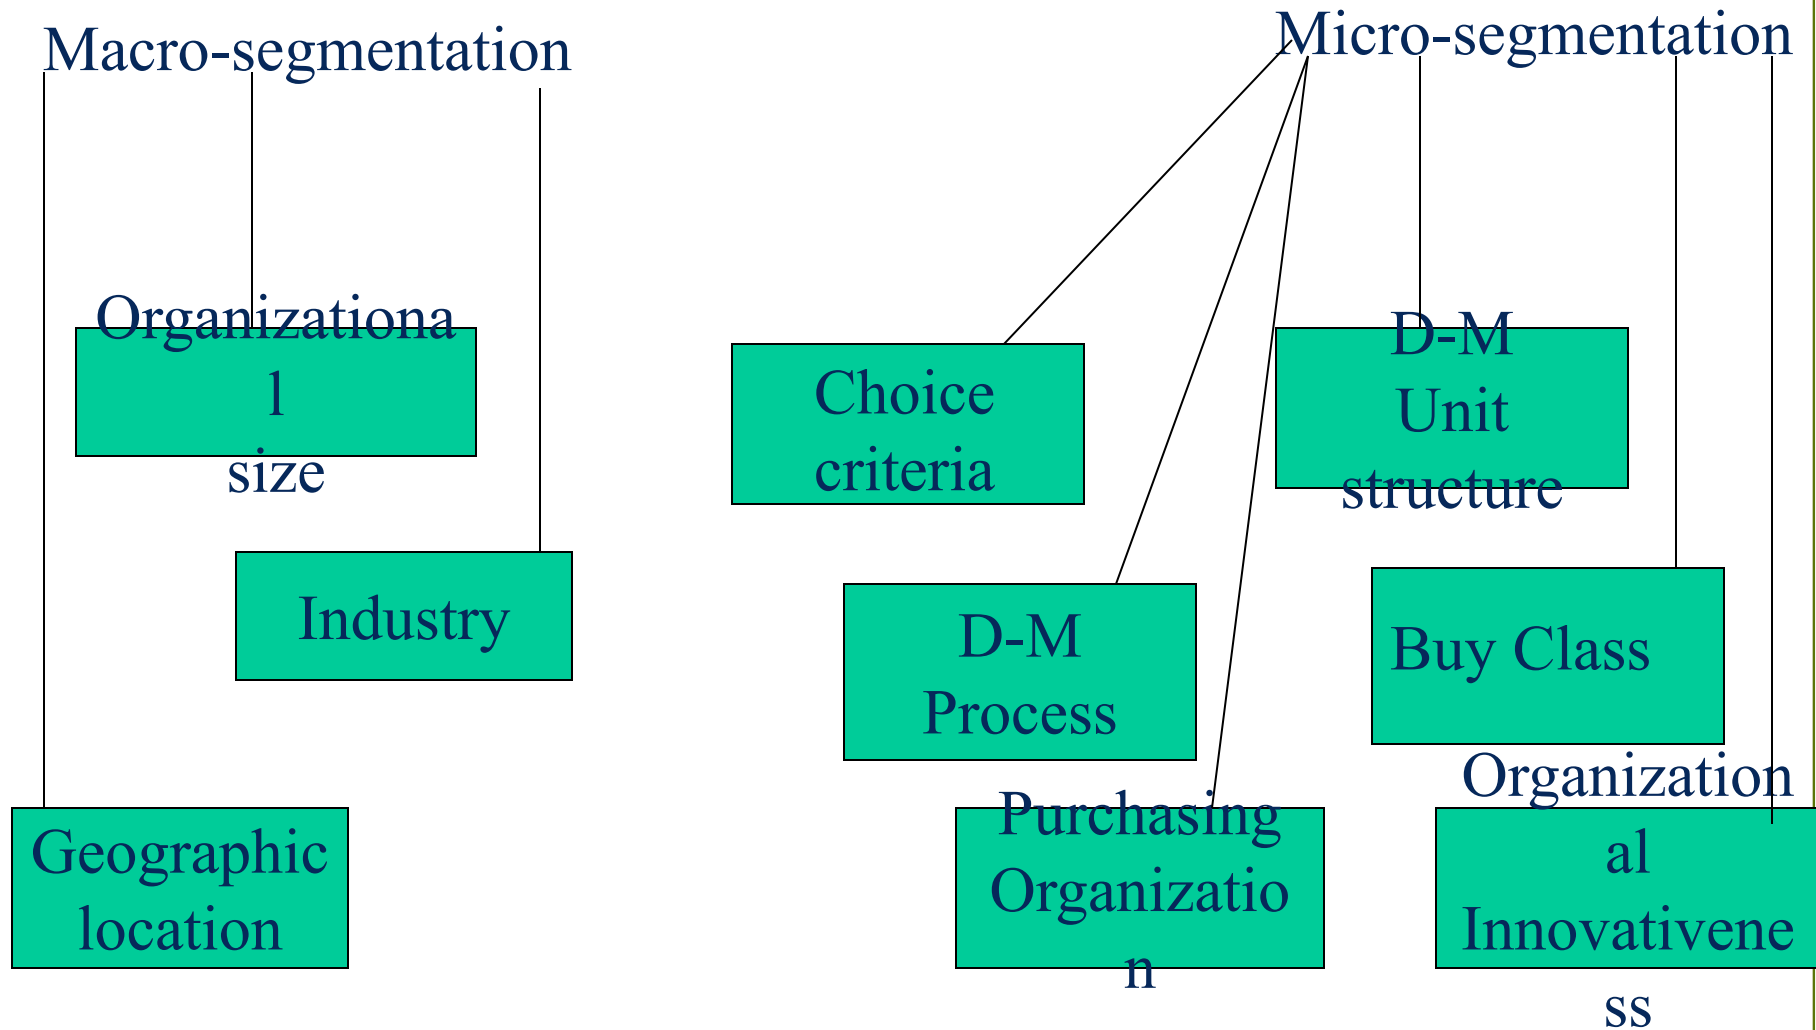 Macro-segmentation
Micro-segmentation
Organizationa
l
size
Industry
Geographic
location
Choice
criteria
D-M
Unit
structure
D-M
Process
Buy Class
Purchasing
Organizatio
n
Organization
al
Innovativene
ss